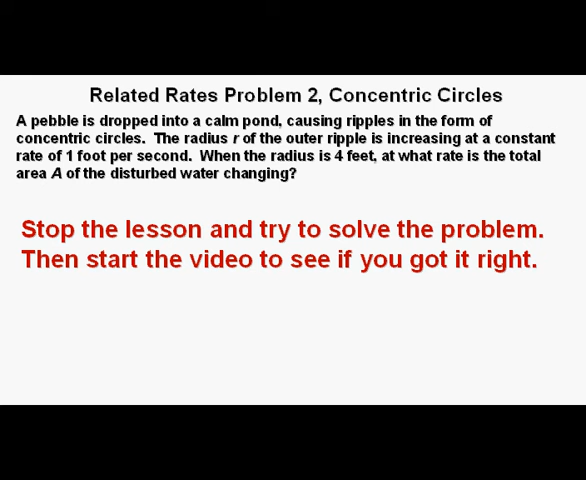 Related Rates Problem 2, Concentric Circles
A pebble is dropped into a calm pond, causing ripples in the form of
concentric circles. The radius r of the outer ripple is increasing at a constant
rate of 1 foot per second. When the radius is 4 feet, at what rate is the total
area A of the disturbed water changing?
Stop the lesson and try to solve the problem.
Then start the video to see if you got it right.